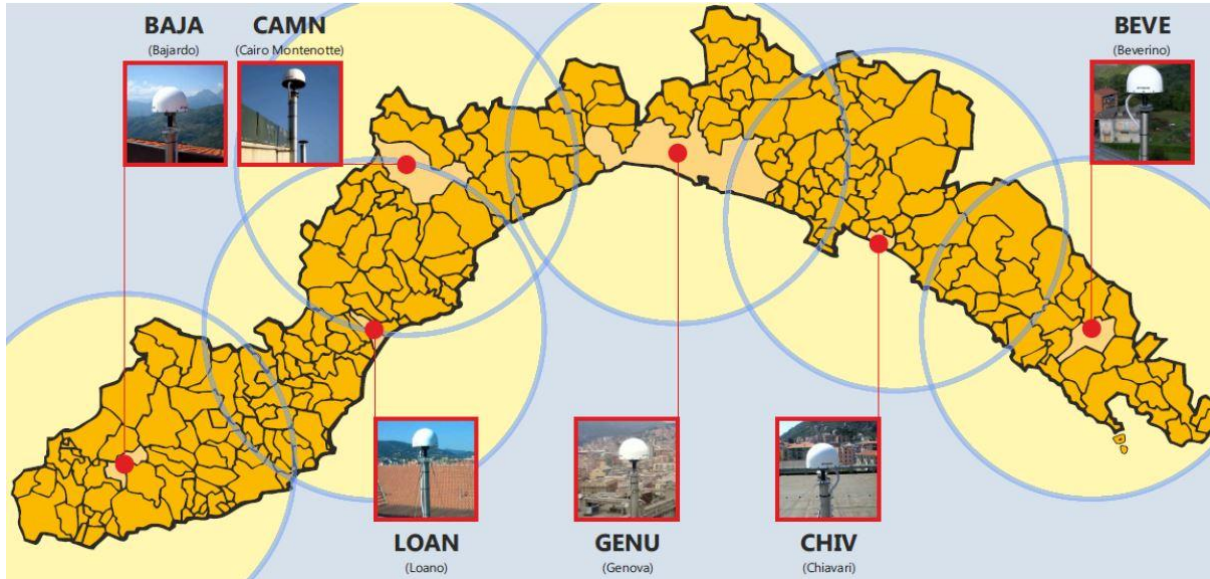 BAJA
(Bajardo)
CAMN
(Cairo Montenotte)
BEVE
(Beverino)
LOAN
(Loano)
GENU
(Genova)
CHIV
(Chiavari)